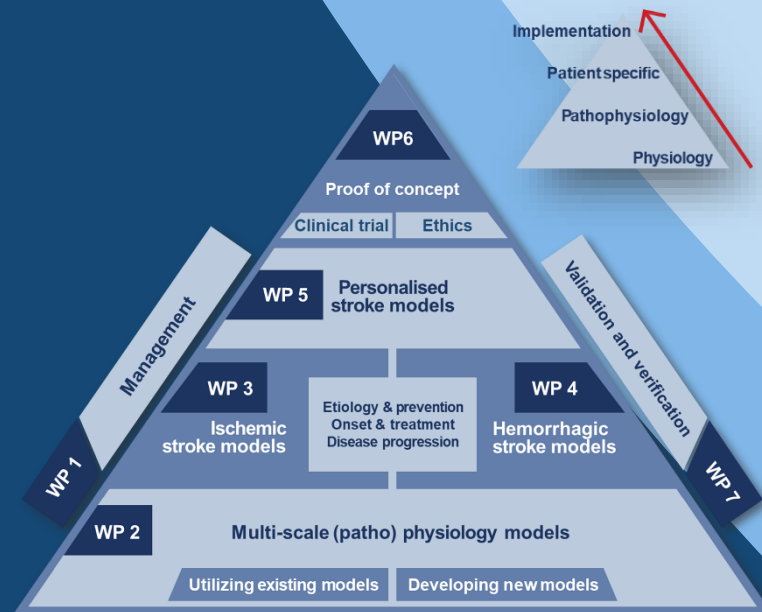 Implementation
Patient specific
Pathophysiology
Physiology
WP6
Proof of concept
Clinical trial
Ethics
WP 5
Personalised
stroke models
Management
WP 1
Validation and verification
WP 7
WP 3
Ischemic
stroke models
Etiology & prevention
Onset & treatment
Disease progression
WP 4
Hemorrhagic
stroke models
WP 2
Multi-scale (patho) physiology models
Utilizing existing models
Developing new models